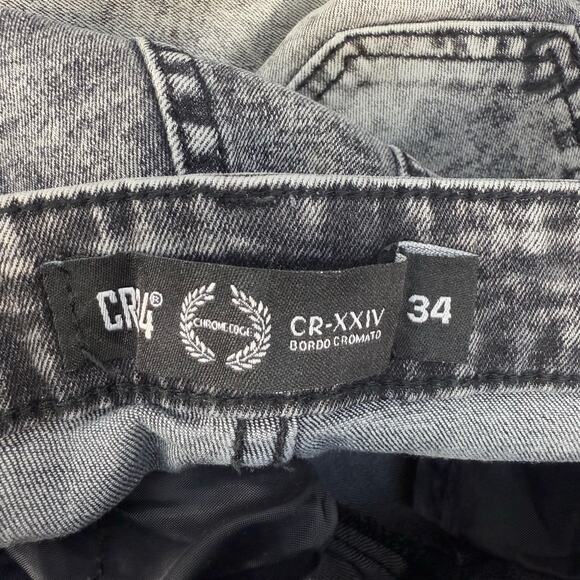 CR4®
CHROME EDGE
CR-XXIV
BORDO CROMATO
34